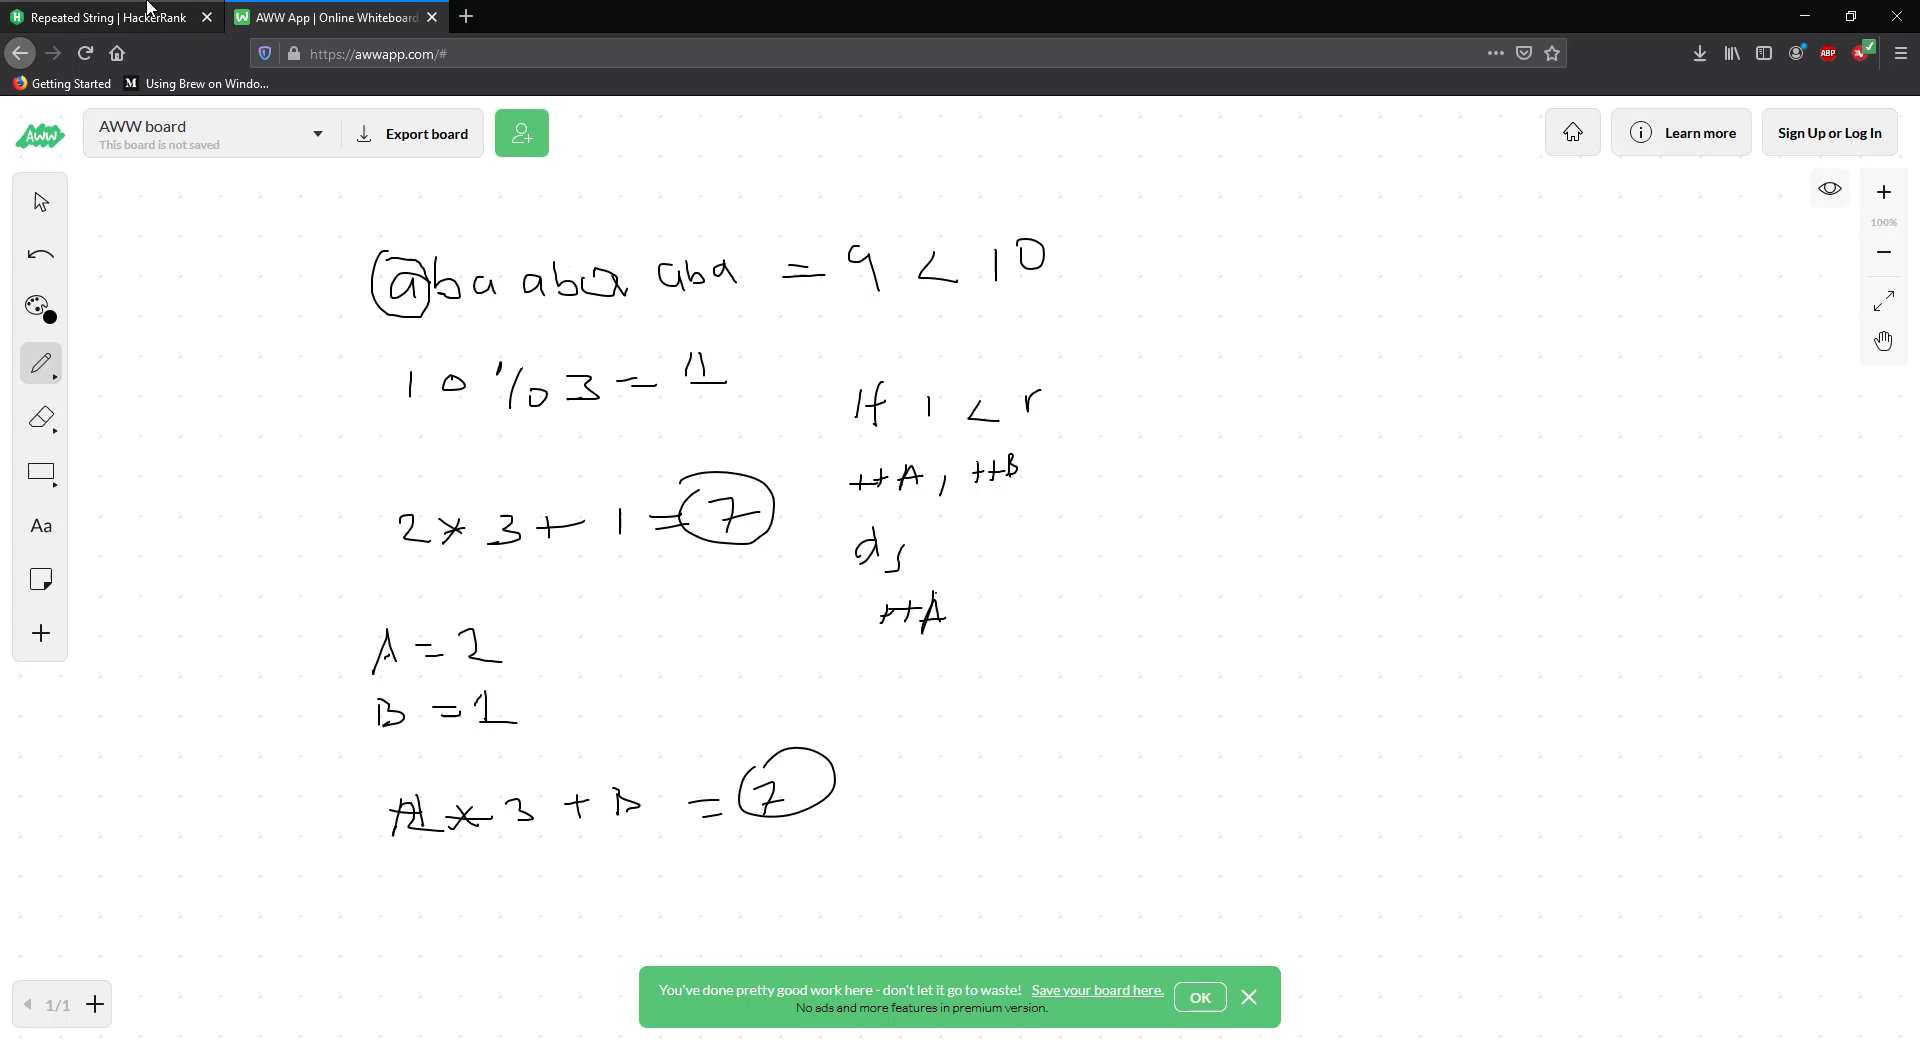 Repeated String | HackerRank
AWW App | Online Whiteboard
https://awwapp.com/#
ABP
Getting Started
M Using Brew on Windo...
AWW
AWW board
This board is not saved
Export board
Learn more
Sign Up or Log In
100%
Aa
1/1
aba aba aba = 9 < 10
10 % 3 = 1
2 * 3 + 1 = 7
A = 2
B = 1
A * 3 + B = 7
If i < r
++A, ++B
++A
You've done pretty good work here - don't let it go to waste! Save your board here.
No ads and more features in premium version.
OK